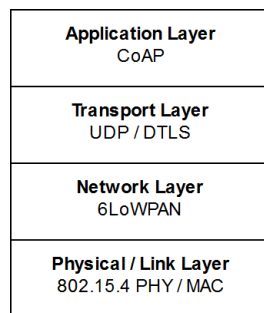 Application Layer
CoAP
Transport Layer
UDP / DTLS
Network Layer
6LoWPAN
Physical / Link Layer
802.15.4 PHY / MAC